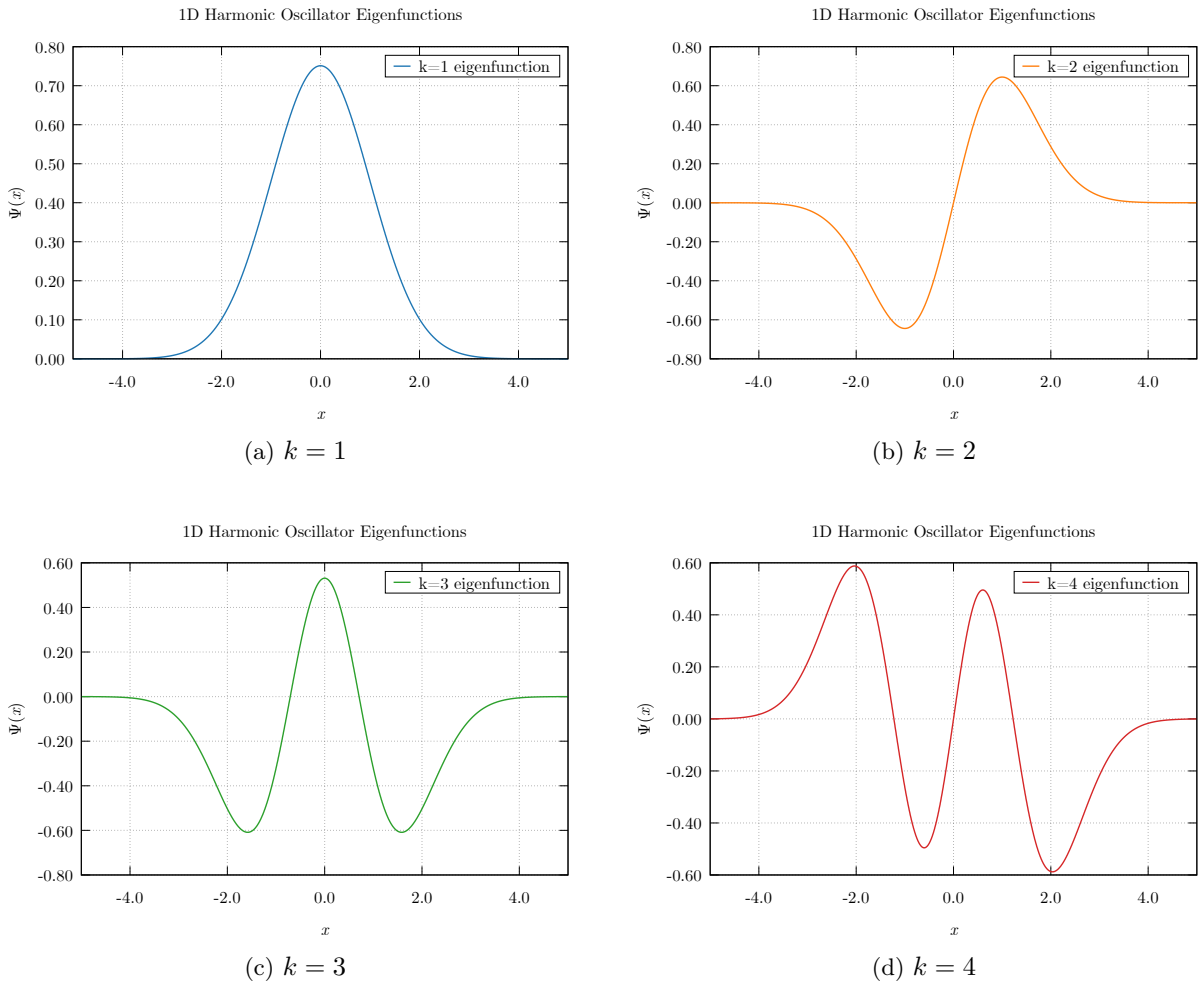 1D Harmonic Oscillator Eigenfunctions
0.80
0.70
0.60
0.50
0.40
0.30
0.20
0.10
0.00
Ψ(x)
k=1 eigenfunction
-4.0 -2.0 0.0 2.0 4.0
x
(a) k = 1
1D Harmonic Oscillator Eigenfunctions
0.80
0.60
0.40
0.20
0.00
-0.20
-0.40
-0.60
-0.80
Ψ(x)
k=2 eigenfunction
-4.0 -2.0 0.0 2.0 4.0
x
(b) k = 2
1D Harmonic Oscillator Eigenfunctions
0.60
0.40
0.20
0.00
-0.20
-0.40
-0.60
-0.80
Ψ(x)
k=3 eigenfunction
-4.0 -2.0 0.0 2.0 4.0
x
(c) k = 3
1D Harmonic Oscillator Eigenfunctions
0.60
0.40
0.20
0.00
-0.20
-0.40
-0.60
Ψ(x)
k=4 eigenfunction
-4.0 -2.0 0.0 2.0 4.0
x
(d) k = 4